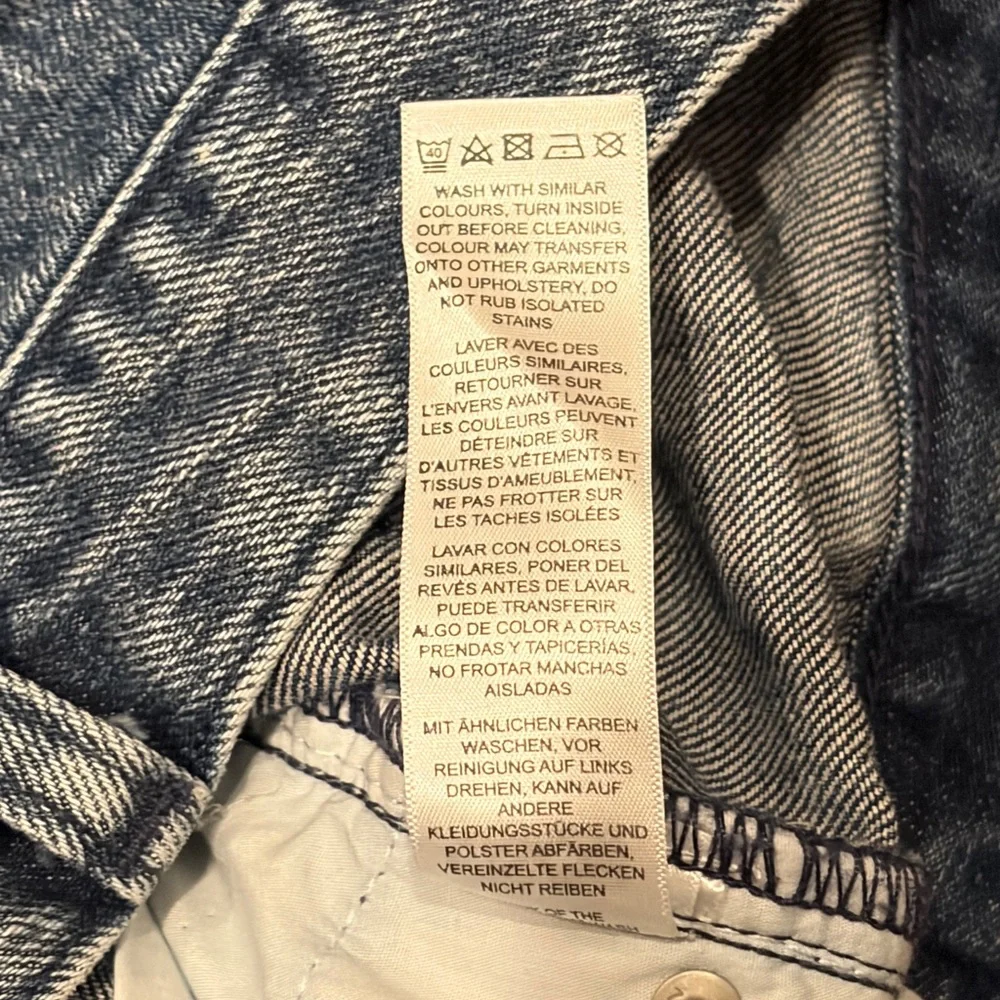 40
WASH WITH SIMILAR
COLOURS, TURN INSIDE
OUT BEFORE CLEANING,
COLOUR MAY TRANSFER
ONTO OTHER GARMENTS
AND UPHOLSTERY, DO
NOT RUB ISOLATED
STAINS
LAVER AVEC DES
COULEURS SIMILAIRES,
RETOURNER SUR
L'ENVERS AVANT LAVAGE,
LES COULEURS PEUVENT
DÉTEINDRE SUR
D'AUTRES VÊTEMENTS ET
TISSUS D'AMEUBLEMENT,
NE PAS FROTTER SUR
LES TACHES ISOLÉES
LAVAR CON COLORES
SIMILARES, PONER DEL
REVÉS ANTES DE LAVAR,
PUEDE TRANSFERIR
ALGO DE COLOR A OTRAS
PRENDAS Y TAPICERÍAS,
NO FROTAR MANCHAS
AISLADAS
MIT ÄHNLICHEN FARBEN
WASCHEN, VOR
REINIGUNG AUF LINKS
DREHEN, KANN AUF
ANDERE
KLEIDUNGSSTÜCKE UND
POLSTER ABFÄRBEN,
VEREINZELTE FLECKEN
NICHT REIBEN
OF THE